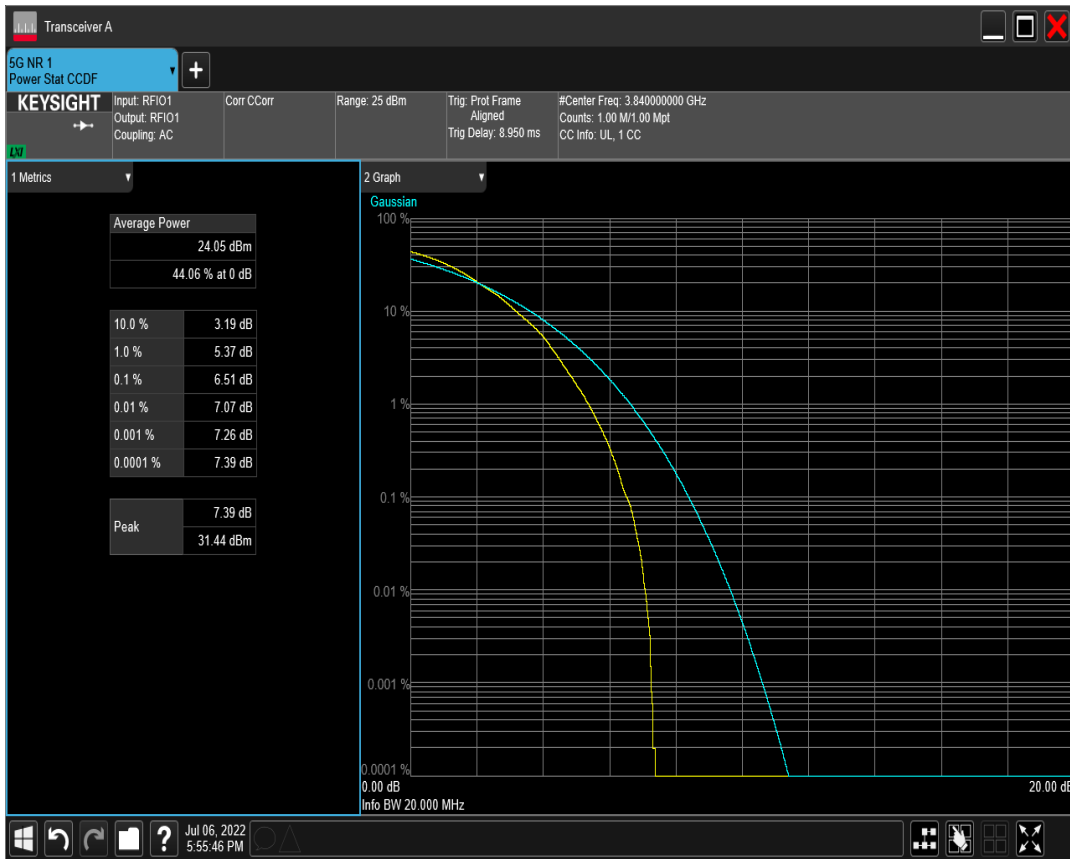 Transceiver A
5G NR 1
Power Stat CCDF
KEYSIGHT
LXI
Input: RFIO1
Output: RFIO1
Coupling: AC
Corr CCorr
Range: 25 dBm
Trig: Prot Frame
Aligned
Trig Delay: 8.950 ms
#Center Freq: 3.840000000 GHz
Counts: 1.00 M/1.00 Mpt
CC Info: UL, 1 CC
1 Metrics
Average Power
24.05 dBm
44.06 % at 0 dB
10.0 % 3.19 dB
1.0 % 5.37 dB
0.1 % 6.51 dB
0.01 % 7.07 dB
0.001 % 7.26 dB
0.0001 % 7.39 dB
Peak 7.39 dB
31.44 dBm
2 Graph
Gaussian
100 %
10 %
1 %
0.1 %
0.01 %
0.001 %
0.0001 %
0.00 dB 20.00 dB
Info BW 20.000 MHz
Jul 06, 2022
5:55:46 PM